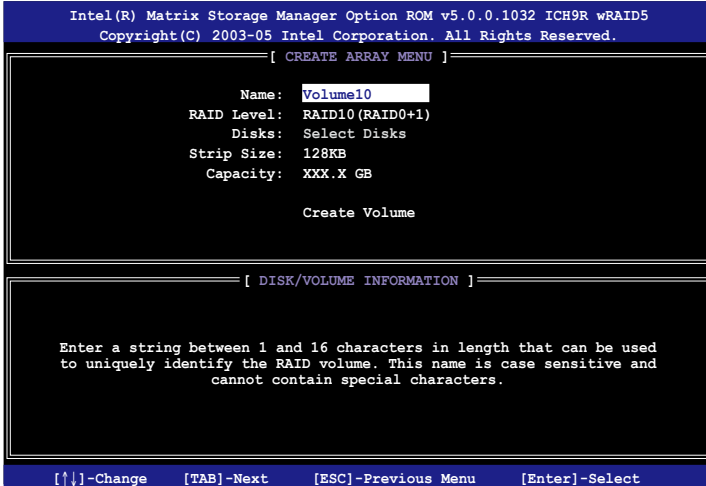 Intel(R) Matrix Storage Manager Option ROM v5.0.0.1032 ICH9R wRAID5
Copyright(C) 2003-05 Intel Corporation. All Rights Reserved.
[ CREATE ARRAY MENU ]
Name: Volume10
RAID Level: RAID10(RAID0+1)
Disks: Select Disks
Strip Size: 128KB
Capacity: XXX.X GB
Create Volume
[ DISK/VOLUME INFORMATION ]
Enter a string between 1 and 16 characters in length that can be used
to uniquely identify the RAID volume. This name is case sensitive and
cannot contain special characters.
[↑↓]-Change [TAB]-Next [ESC]-Previous Menu [Enter]-Select